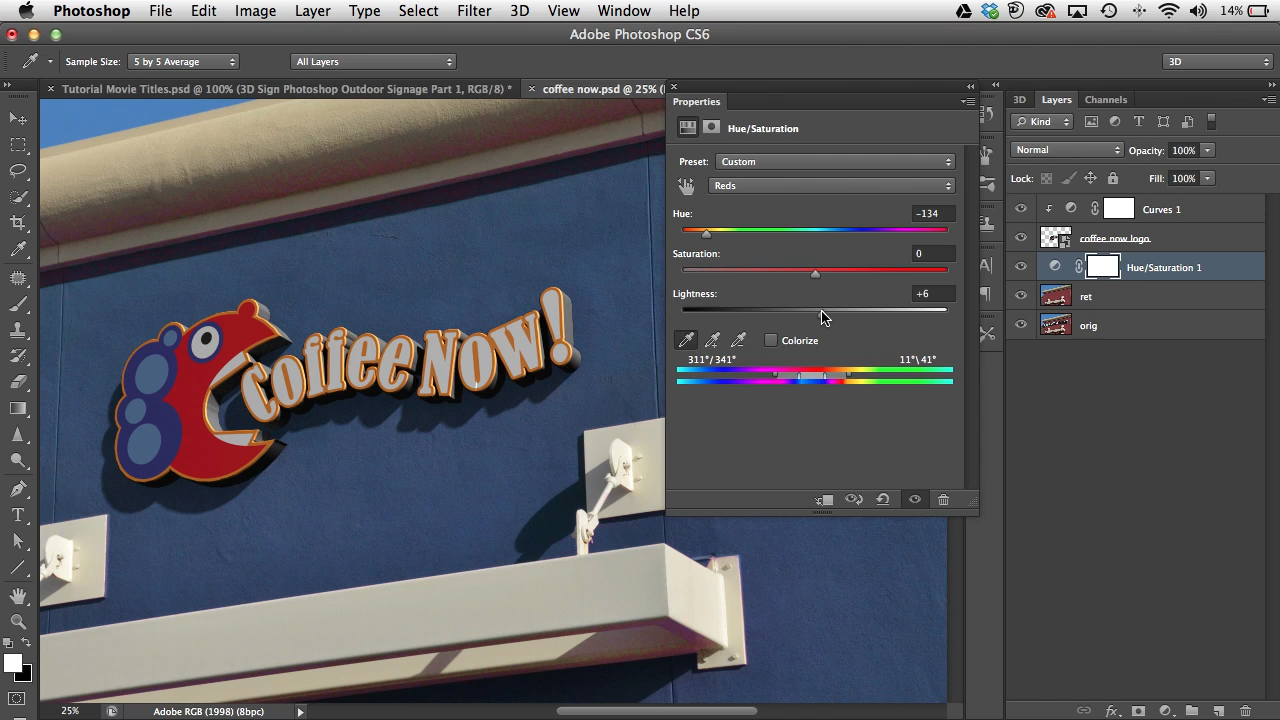 Photoshop File Edit Image Layer Type Select Filter 3D View Window Help 14%
Adobe Photoshop CS6
Sample Size: 5 by 5 Average All Layers 3D
Tutorial Movie Titles.psd @ 100% (3D Sign Photoshop Outdoor Signage Part 1, RGB/8) * coffee now.psd @ 25% (
Properties
3D Layers Channels
Hue/Saturation
Kind
Preset: Custom
Normal Opacity: 100%
Reds
Lock: Fill: 100%
Hue: -134
Curves 1
coffee now logo
Saturation: 0
Hue/Saturation 1
Lightness: +6
ret
orig
Colorize
311°/341° 11°\41°
Coffee Now!
25% Adobe RGB (1998) (8bpc)